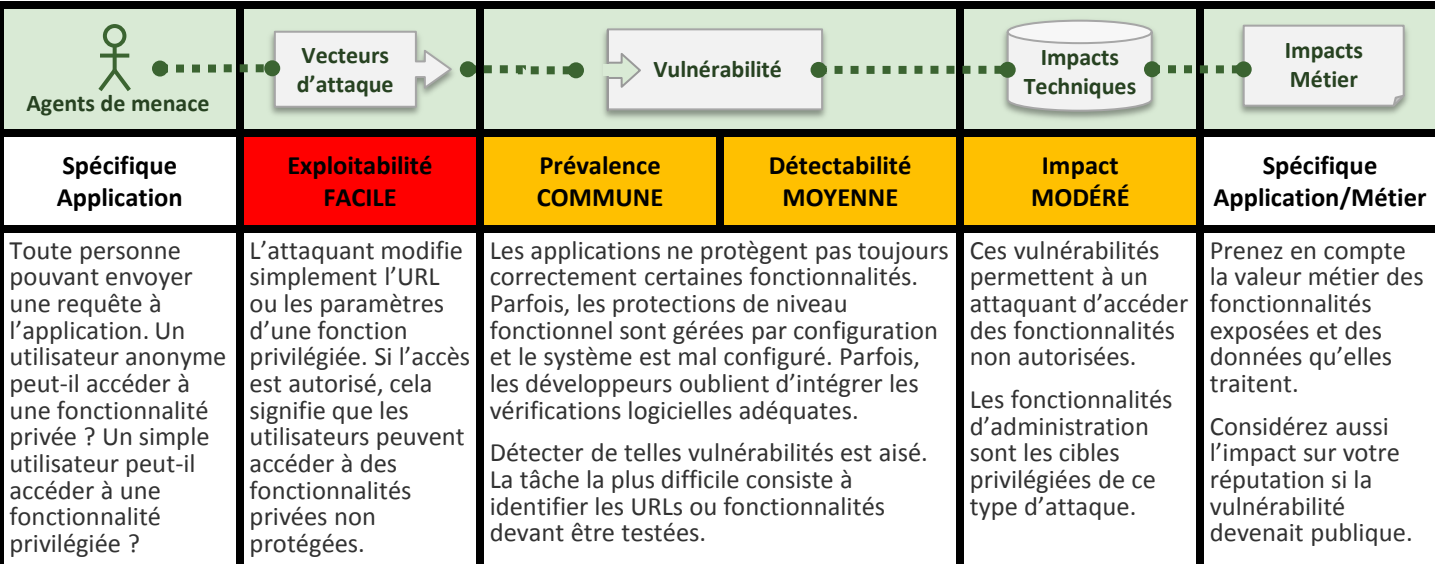 Agents de menace
Vecteurs
d’attaque
Vulnérabilité
Impacts
Techniques
Impacts
Métier
Spécifique
Application
Exploitabilité
FACILE
Prévalence
COMMUNE
Détectabilité
MOYENNE
Impact
MODÉRÉ
Spécifique
Application/Métier
Toute personne
pouvant envoyer
une requête à
l’application. Un
utilisateur anonyme
peut-il accéder à
une fonctionnalité
privée ? Un simple
utilisateur peut-il
accéder à une
fonctionnalité
privilégiée ?
L’attaquant modifie
simplement l’URL
ou les paramètres
d’une fonction
privilégiée. Si l’accès
est autorisé, cela
signifie que les
utilisateurs peuvent
accéder à des
fonctionnalités
privées non
protégées.
Les applications ne protègent pas toujours
correctement certaines fonctionnalités.
Parfois, les protections de niveau
fonctionnel sont gérées par configuration
et le système est mal configuré. Parfois,
les développeurs oublient d’intégrer les
vérifications logicielles adéquates.
Détecter de telles vulnérabilités est aisé.
La tâche la plus difficile consiste à
identifier les URLs ou fonctionnalités
devant être testées.
Ces vulnérabilités
permettent à un
attaquant d’accéder
des fonctionnalités
non autorisées.
Les fonctionnalités
d’administration
sont les cibles
privilégiées de ce
type d’attaque.
Prenez en compte
la valeur métier des
fonctionnalités
exposées et des
données qu’elles
traitent.
Considérez aussi
l’impact sur votre
réputation si la
vulnérabilité
devenait publique.